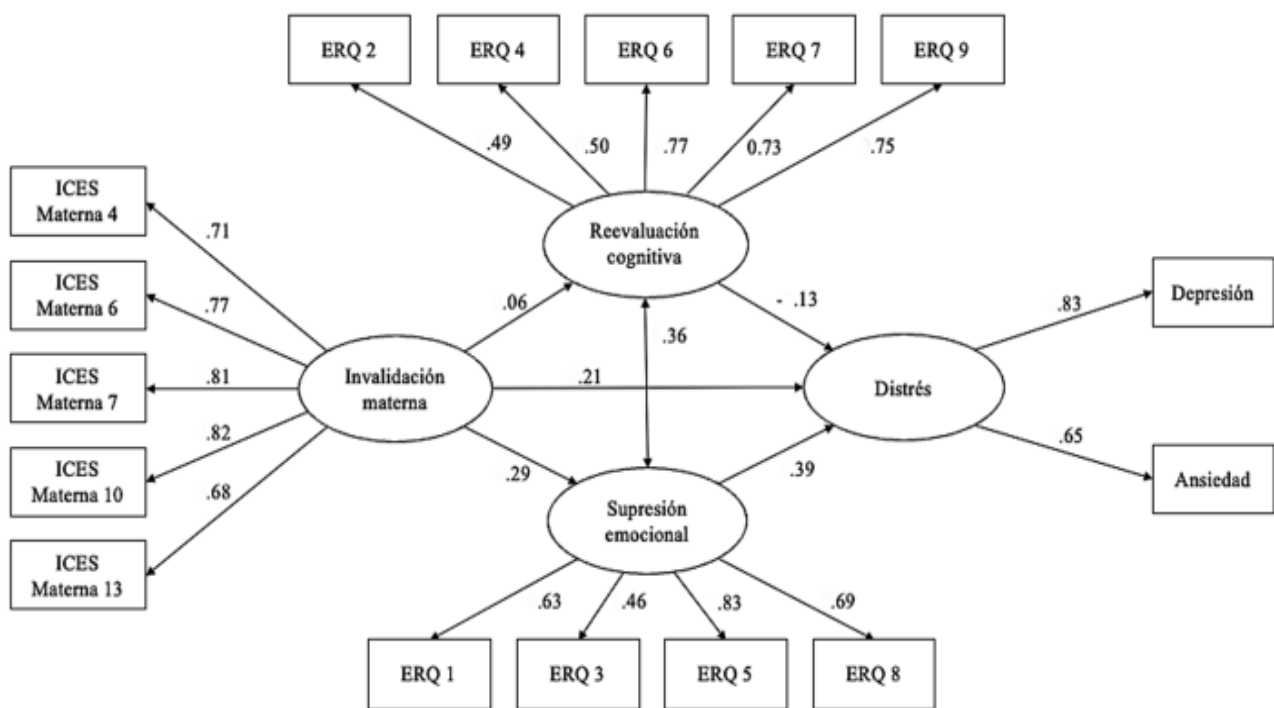 ERQ 2
ERQ 4
ERQ 6
ERQ 7
ERQ 9
.49
.50
.77
0.73
.75
ICES
Materna 4
ICES
Materna 6
ICES
Materna 7
ICES
Materna 10
ICES
Materna 13
.71
.77
.81
.82
.68
Invalidación
materna
Reevaluación
cognitiva
.06
- .13
.36
.21
.29
.39
Supresión
emocional
Distrés
.83
.65
Depresión
Ansiedad
.63
.46
.83
.69
ERQ 1
ERQ 3
ERQ 5
ERQ 8